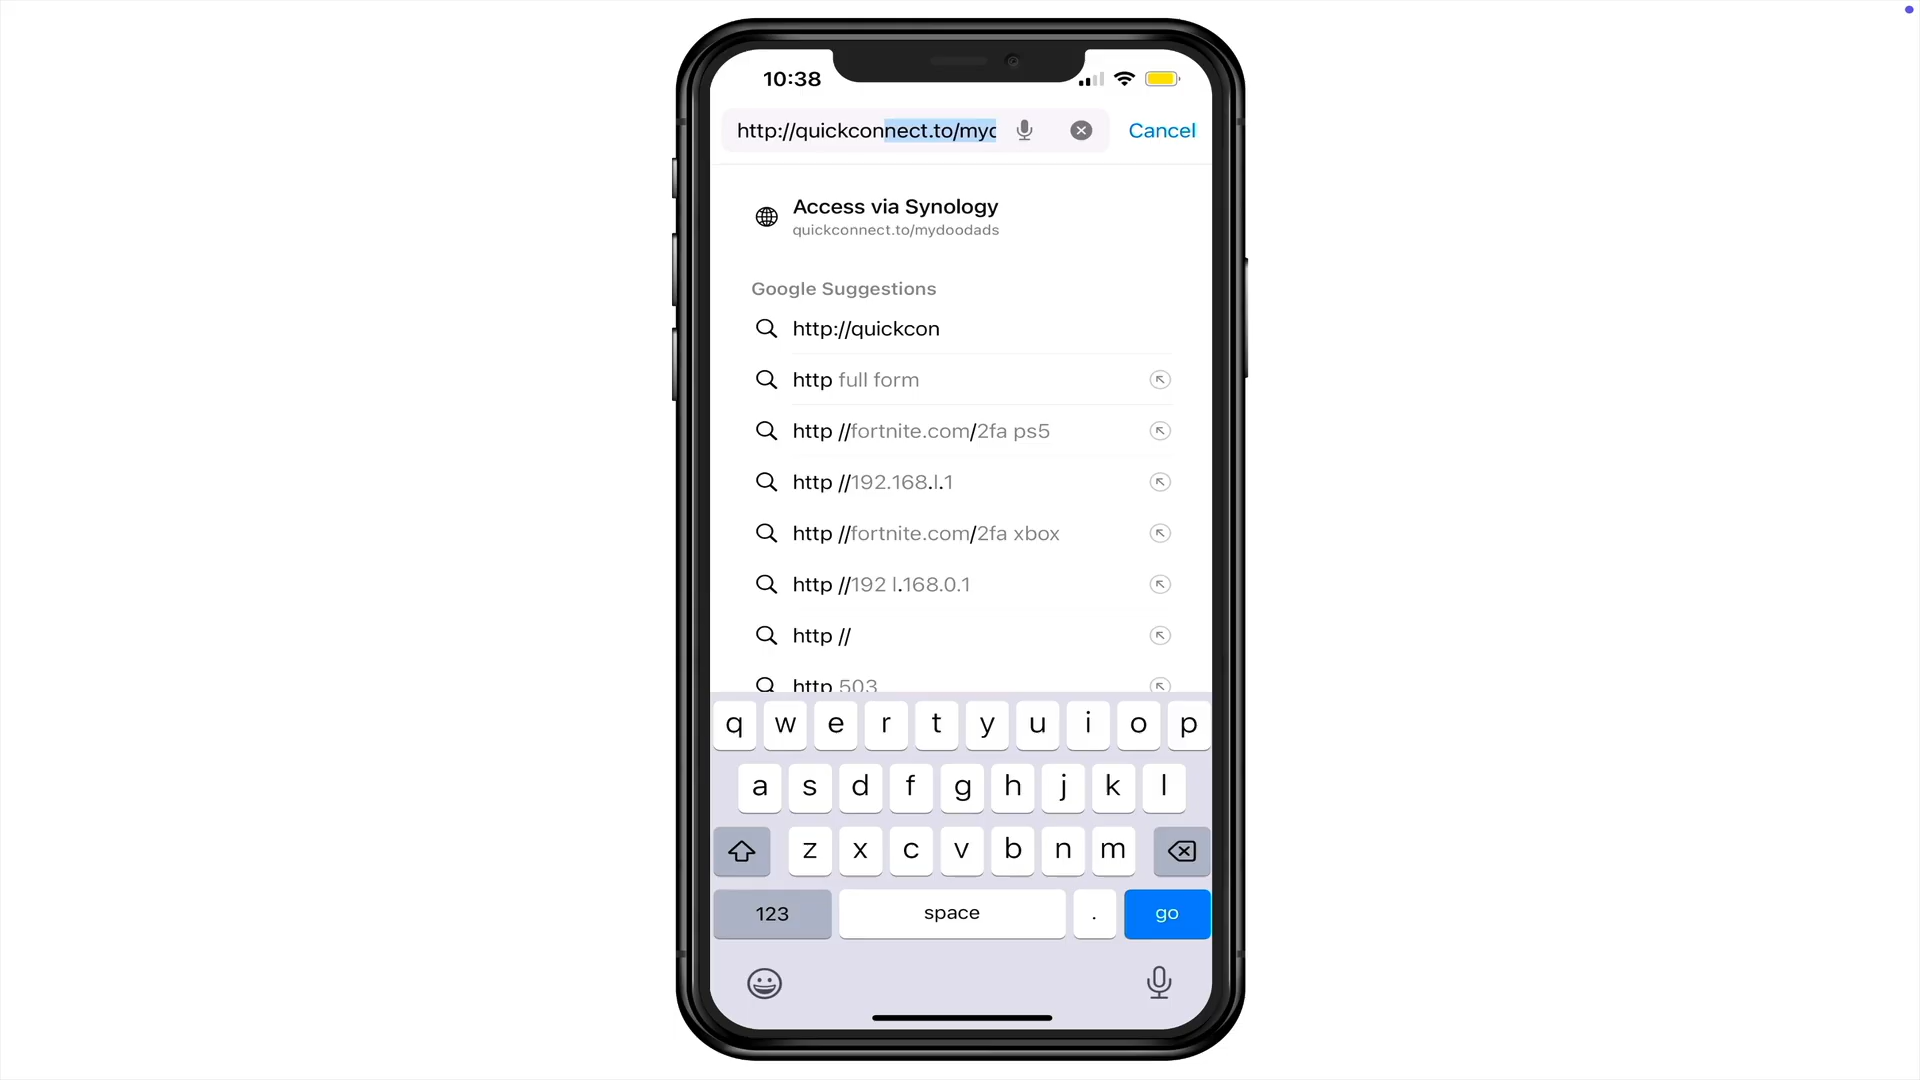 10:38
http://quickconnect.to/myd
Cancel
Access via Synology
quickconnect.to/mydoodads
Google Suggestions
http://quickcon
http full form
http //fortnite.com/2fa ps5
http //192.168.l.1
http //fortnite.com/2fa xbox
http //192 l.168.0.1
http //
http 503
q w e r t y u i o p
a s d f g h j k l
z x c v b n m
123 space . go